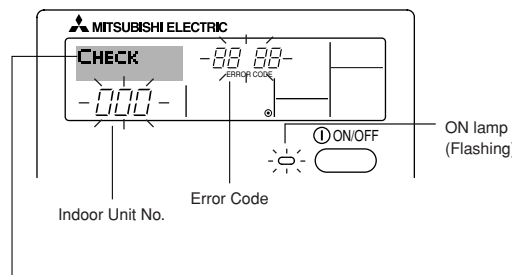 MITSUBISHI ELECTRIC
CHECK
88 88
ERROR CODE
000
ON/OFF
ON lamp
(Flashing)
Error Code
Indoor Unit No.